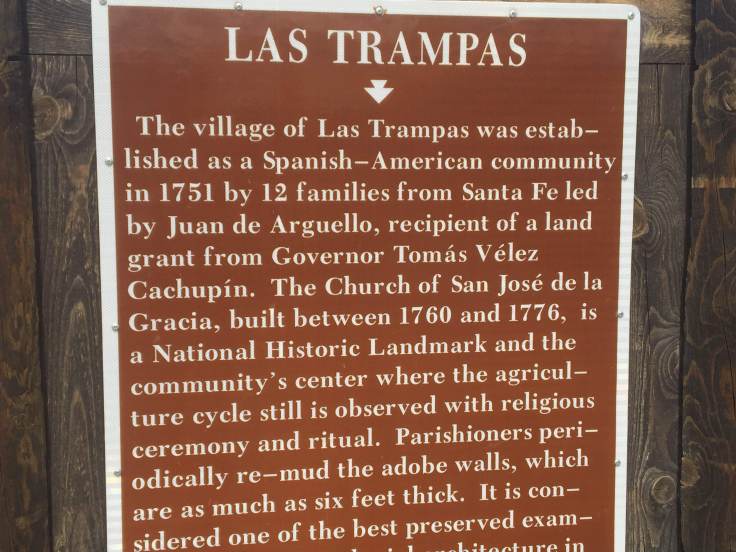 LAS TRAMPAS
The village of Las Trampas was estab-
lished as a Spanish-American community
in 1751 by 12 families from Santa Fe led
by Juan de Arguello, recipient of a land
grant from Governor Tomás Vélez
Cachupín. The Church of San José de la
Gracia, built between 1760 and 1776, is
a National Historic Landmark and the
community's center where the agricul-
ture cycle still is observed with religious
ceremony and ritual. Parishioners peri-
odically re-mud the adobe walls, which
are as much as six feet thick. It is con-
sidered one of the best preserved exam-
architecture in